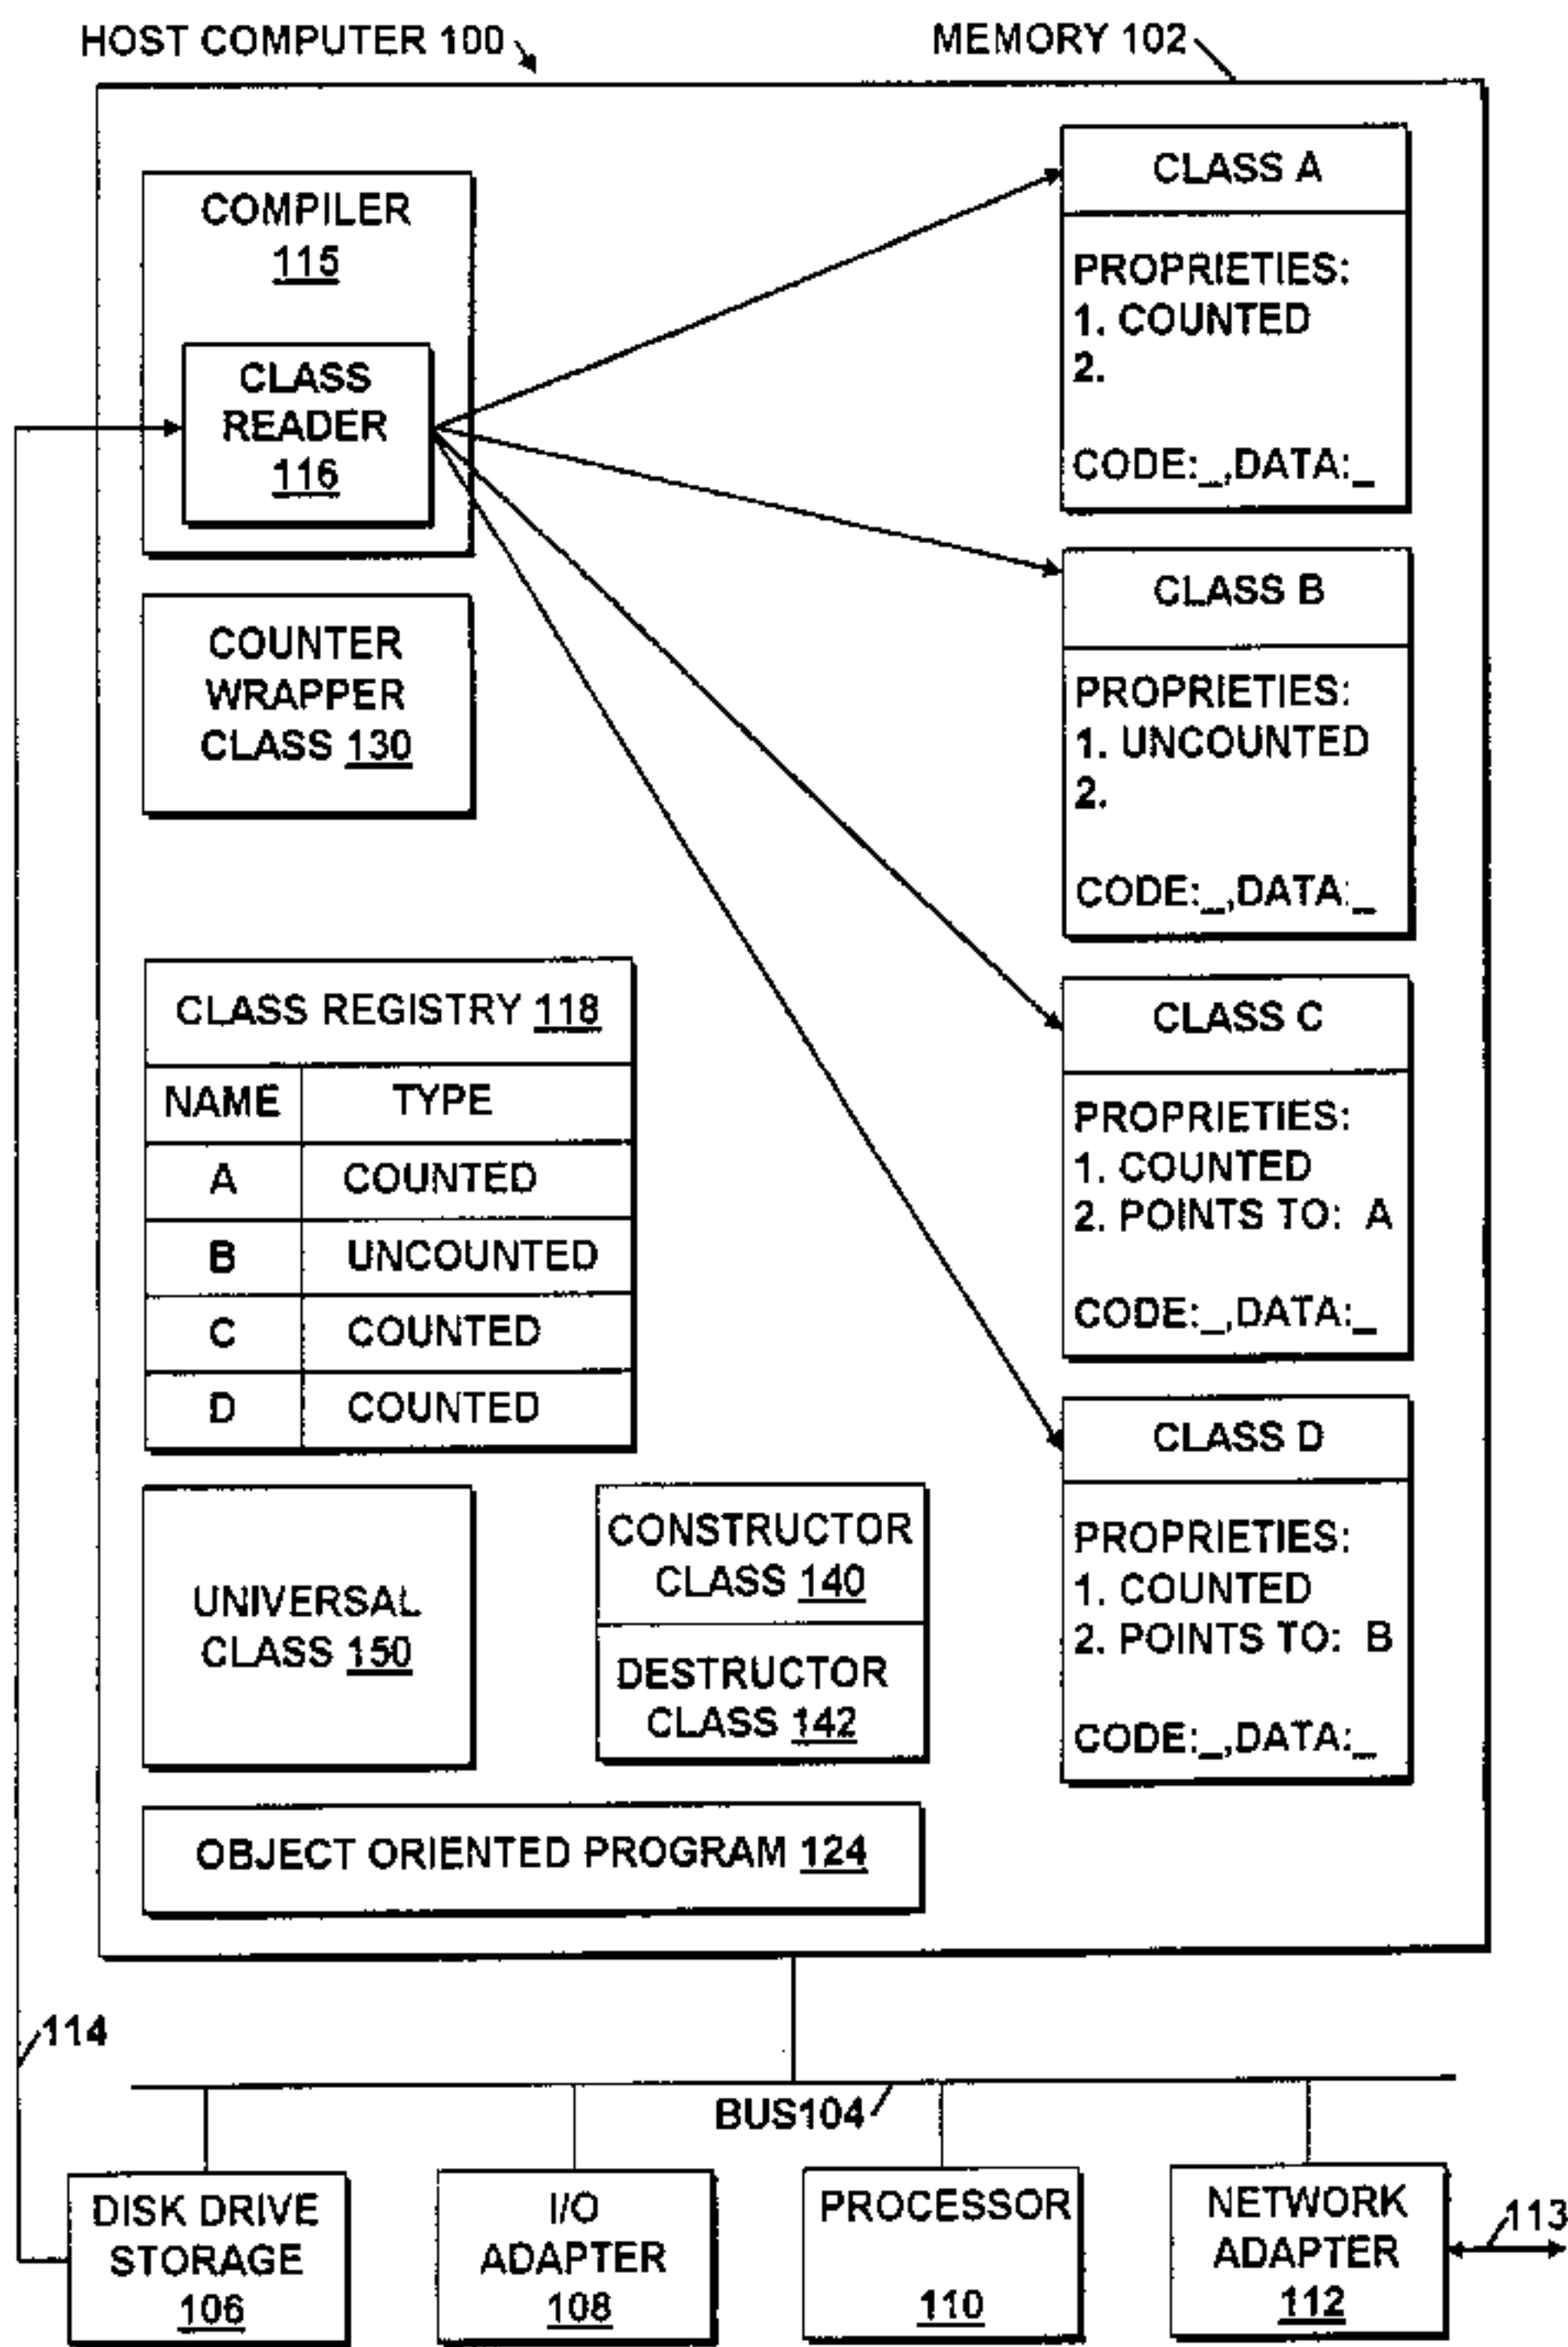 HOST COMPUTER 100
MEMORY 102
COMPILER
115
CLASS
READER
116
COUNTER
WRAPPER
CLASS 130
CLASS REGISTRY 118
NAME TYPE
A COUNTED
B UNCOUNTED
C COUNTED
D COUNTED
UNIVERSAL
CLASS 150
CONSTRUCTOR
CLASS 140
DESTRUCTOR
CLASS 142
OBJECT ORIENTED PROGRAM 124
CLASS A
PROPRIETIES:
1. COUNTED
2.
CODE:_,DATA:_
CLASS B
PROPRIETIES:
1. UNCOUNTED
2.
CODE:_,DATA:_
CLASS C
PROPRIETIES:
1. COUNTED
2. POINTS TO: A
CODE:_,DATA:_
CLASS D
PROPRIETIES:
1. COUNTED
2. POINTS TO: B
CODE:_,DATA:_
114
BUS104
DISK DRIVE
STORAGE
106
I/O
ADAPTER
108
PROCESSOR
110
NETWORK
ADAPTER
112
113